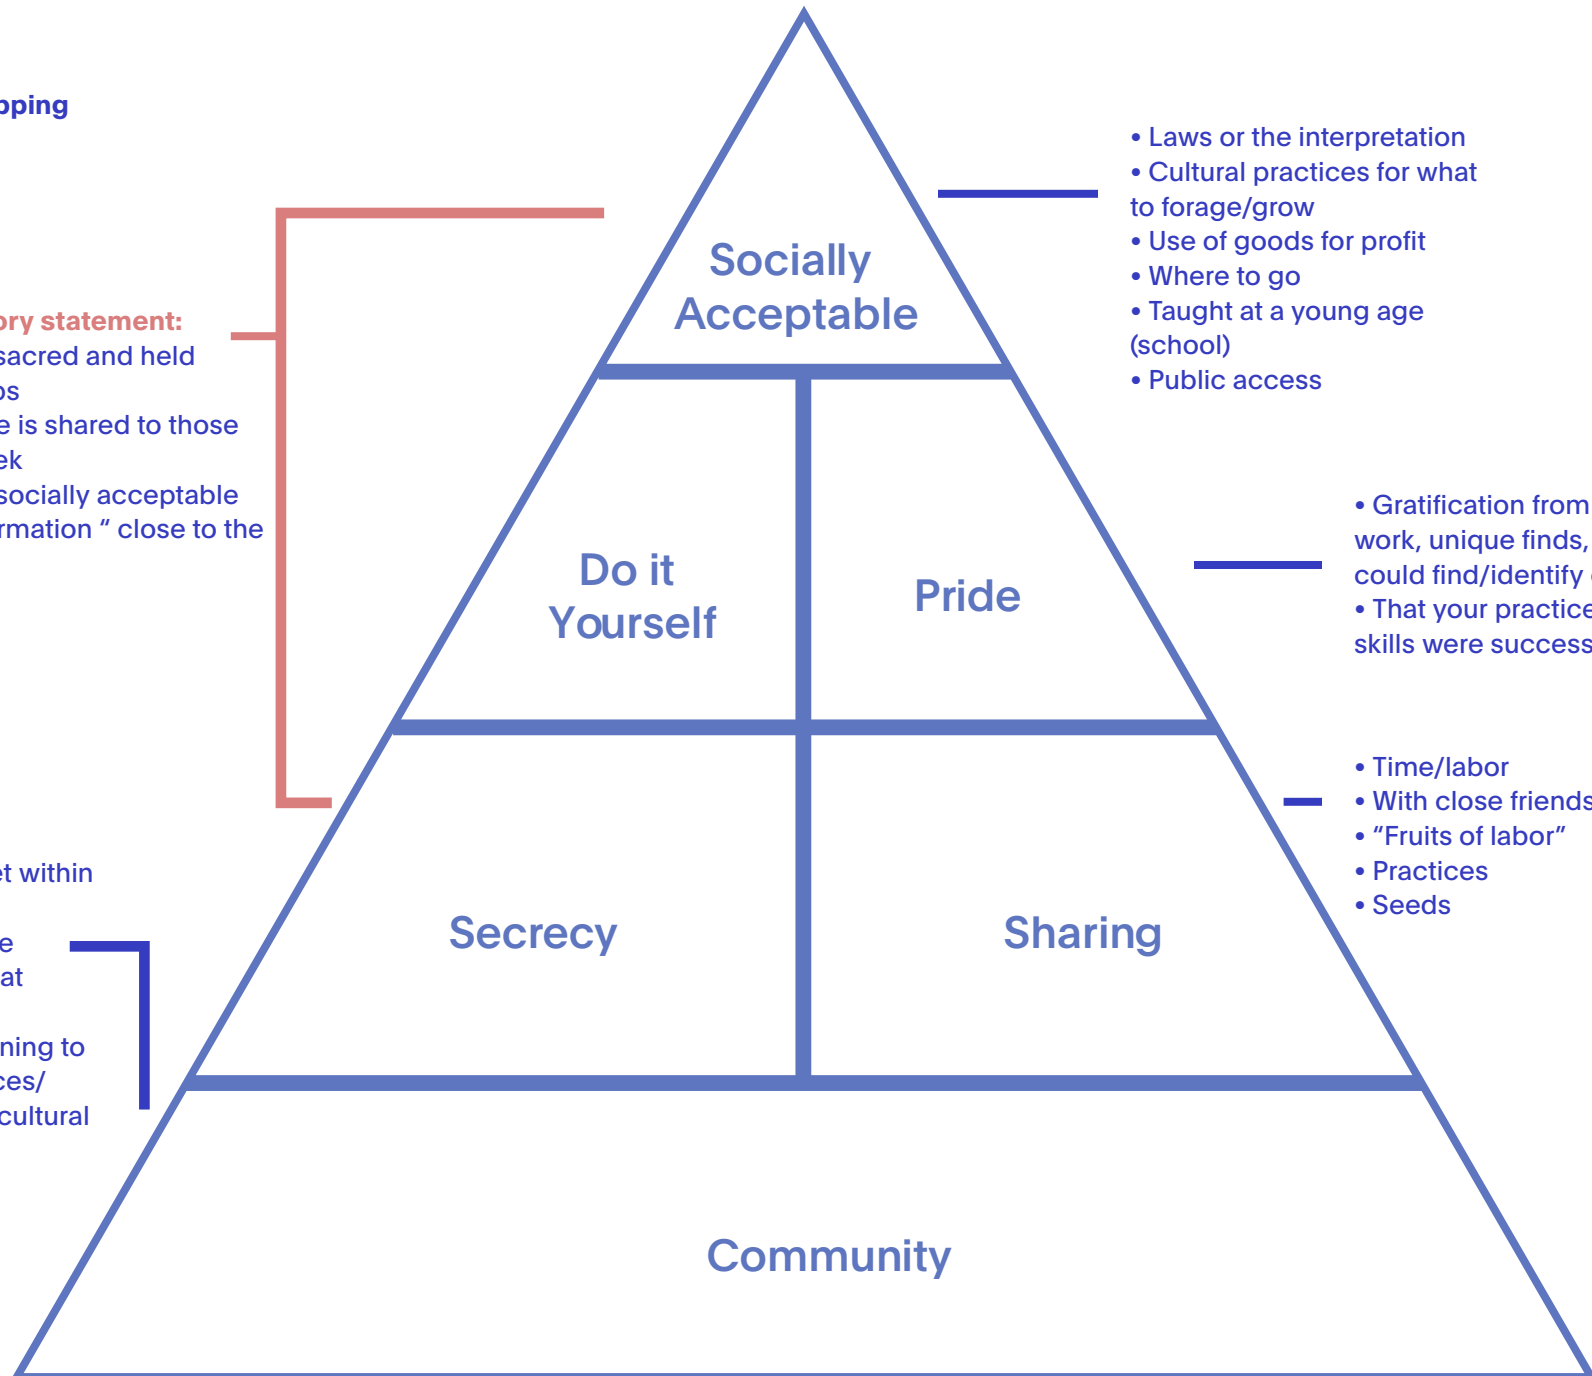 pping
ory statement:
sacred and held
ps
e is shared to those
ek
socially acceptable
rmation “ close to the
et within
e
at
ning to
ces/
cultural
Socially
Acceptable
Do it
Yourself
Pride
Secrecy
Sharing
Community
• Laws or the interpretation
• Cultural practices for what
to forage/grow
• Use of goods for profit
• Where to go
• Taught at a young age
(school)
• Public access
• Gratification from
work, unique finds,
could find/identify
• That your practice
skills were success
• Time/labor
• With close friends
• “Fruits of labor”
• Practices
• Seeds